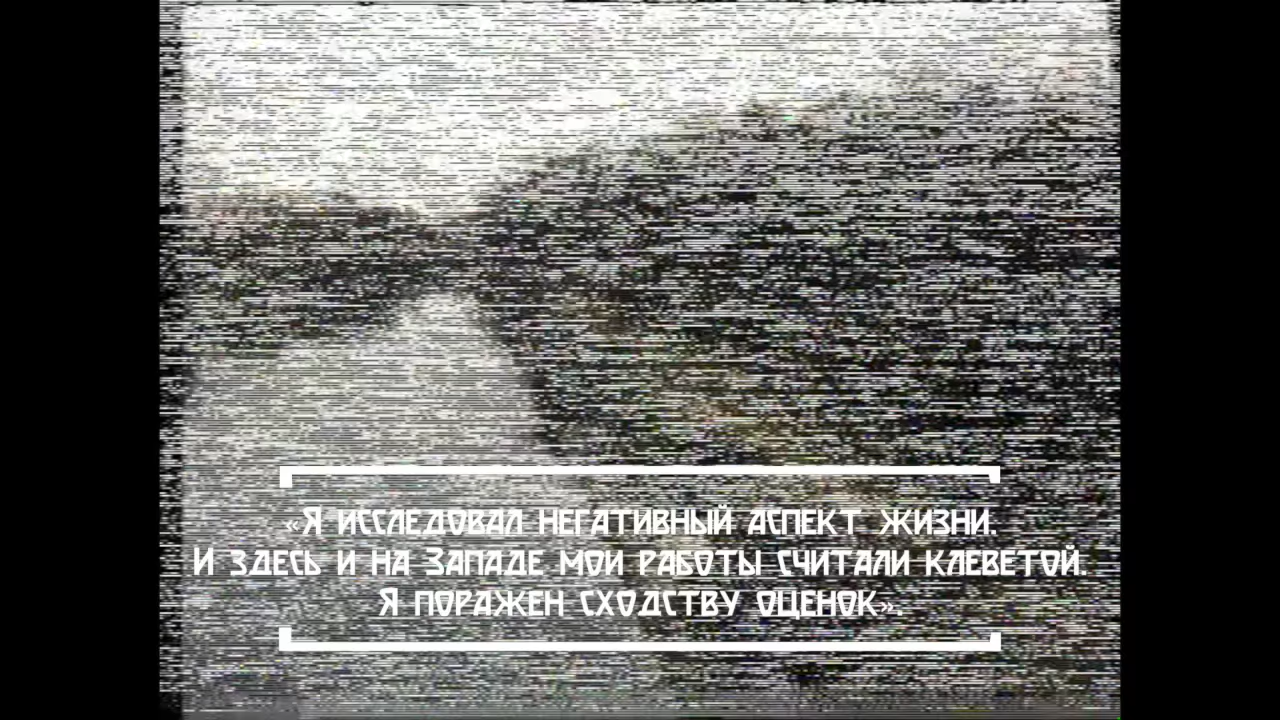 «Я ИССЛЕДОВАЛ НЕГАТИВНЫЙ АСПЕКТ ЖИЗНИ.
И ЗДЕСЬ И НА ЗАПАДЕ МОИ РАБОТЫ СЧИТАЛИ КЛЕВЕТОЙ.
Я ПОРАЖЕН СХОДСТВУ ОЦЕНОК».